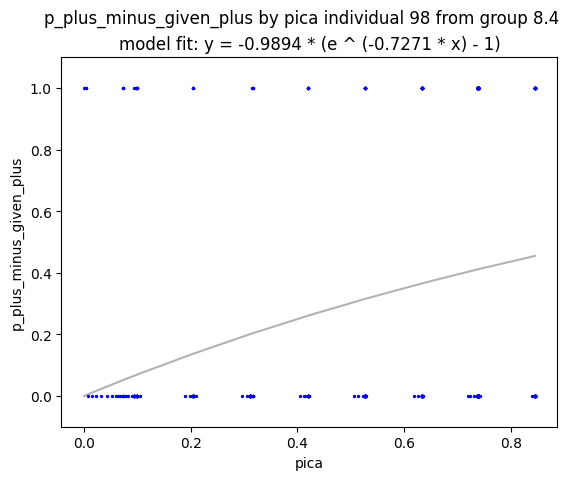 p_plus_minus_given_plus by pica individual 98 from group 8.4
model fit: y = -0.9894 * (e ^ (-0.7271 * x) - 1)
p_plus_minus_given_plus
1.0
0.8
0.6
0.4
0.2
0.0
0.0 0.2 0.4 0.6 0.8
pica